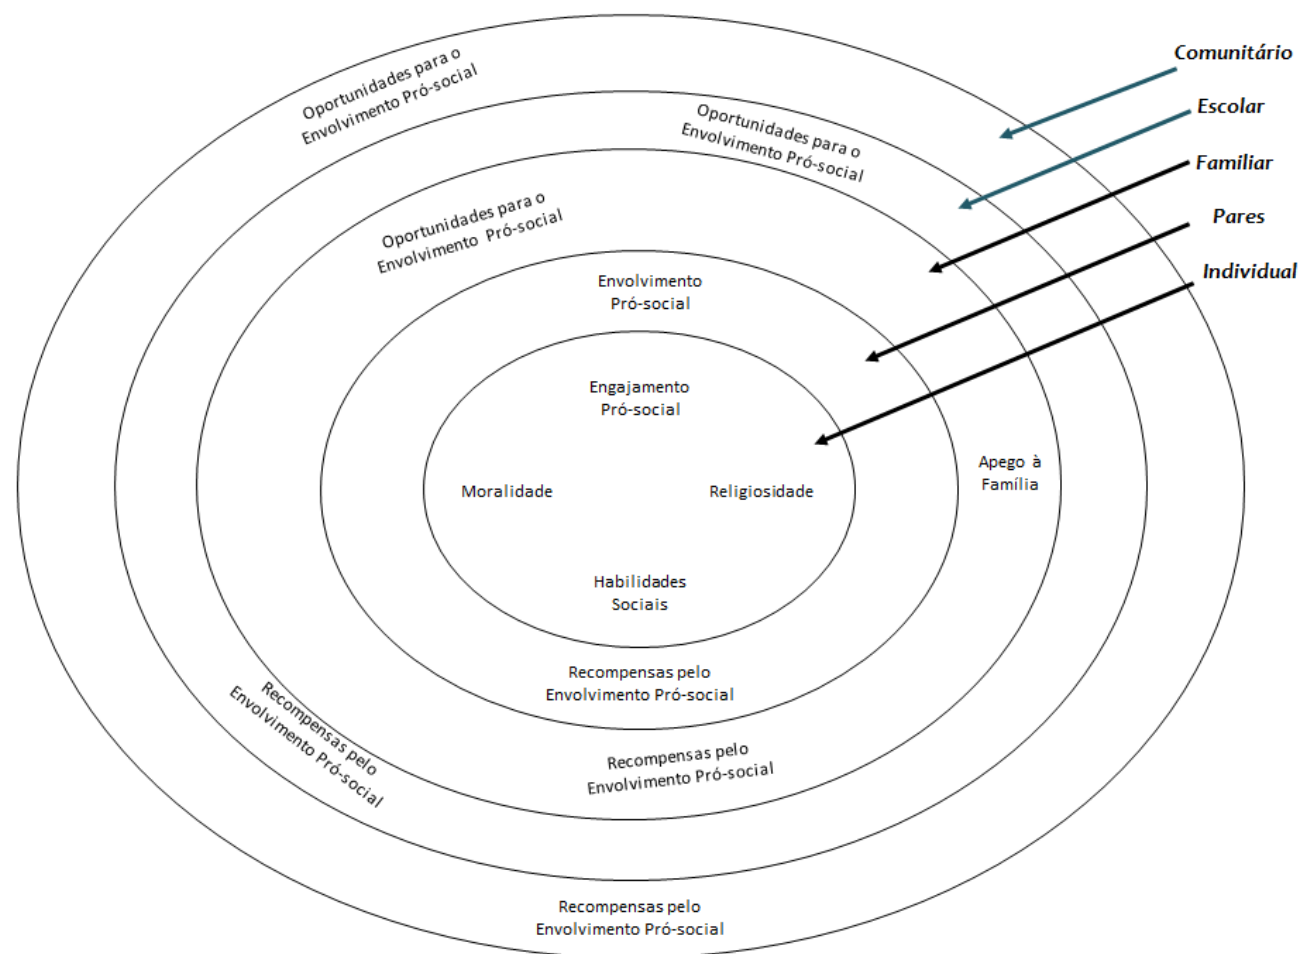 Comunitário
Escolar
Familiar
Pares
Individual
Oportunidades para o
Envolvimento Pró-social
Oportunidades para o
Envolvimento Pró-social
Oportunidades para o
Envolvimento Pró-social
Envolvimento
Pró-social
Engajamento
Pró-social
Apego à
Família
Moralidade
Religiosidade
Habilidades
Sociais
Recompensas pelo
Envolvimento Pró-social
Recompensas pelo
Envolvimento Pró-social
Recompensas pelo
Envolvimento Pró-social
Recompensas pelo
Envolvimento Pró-social